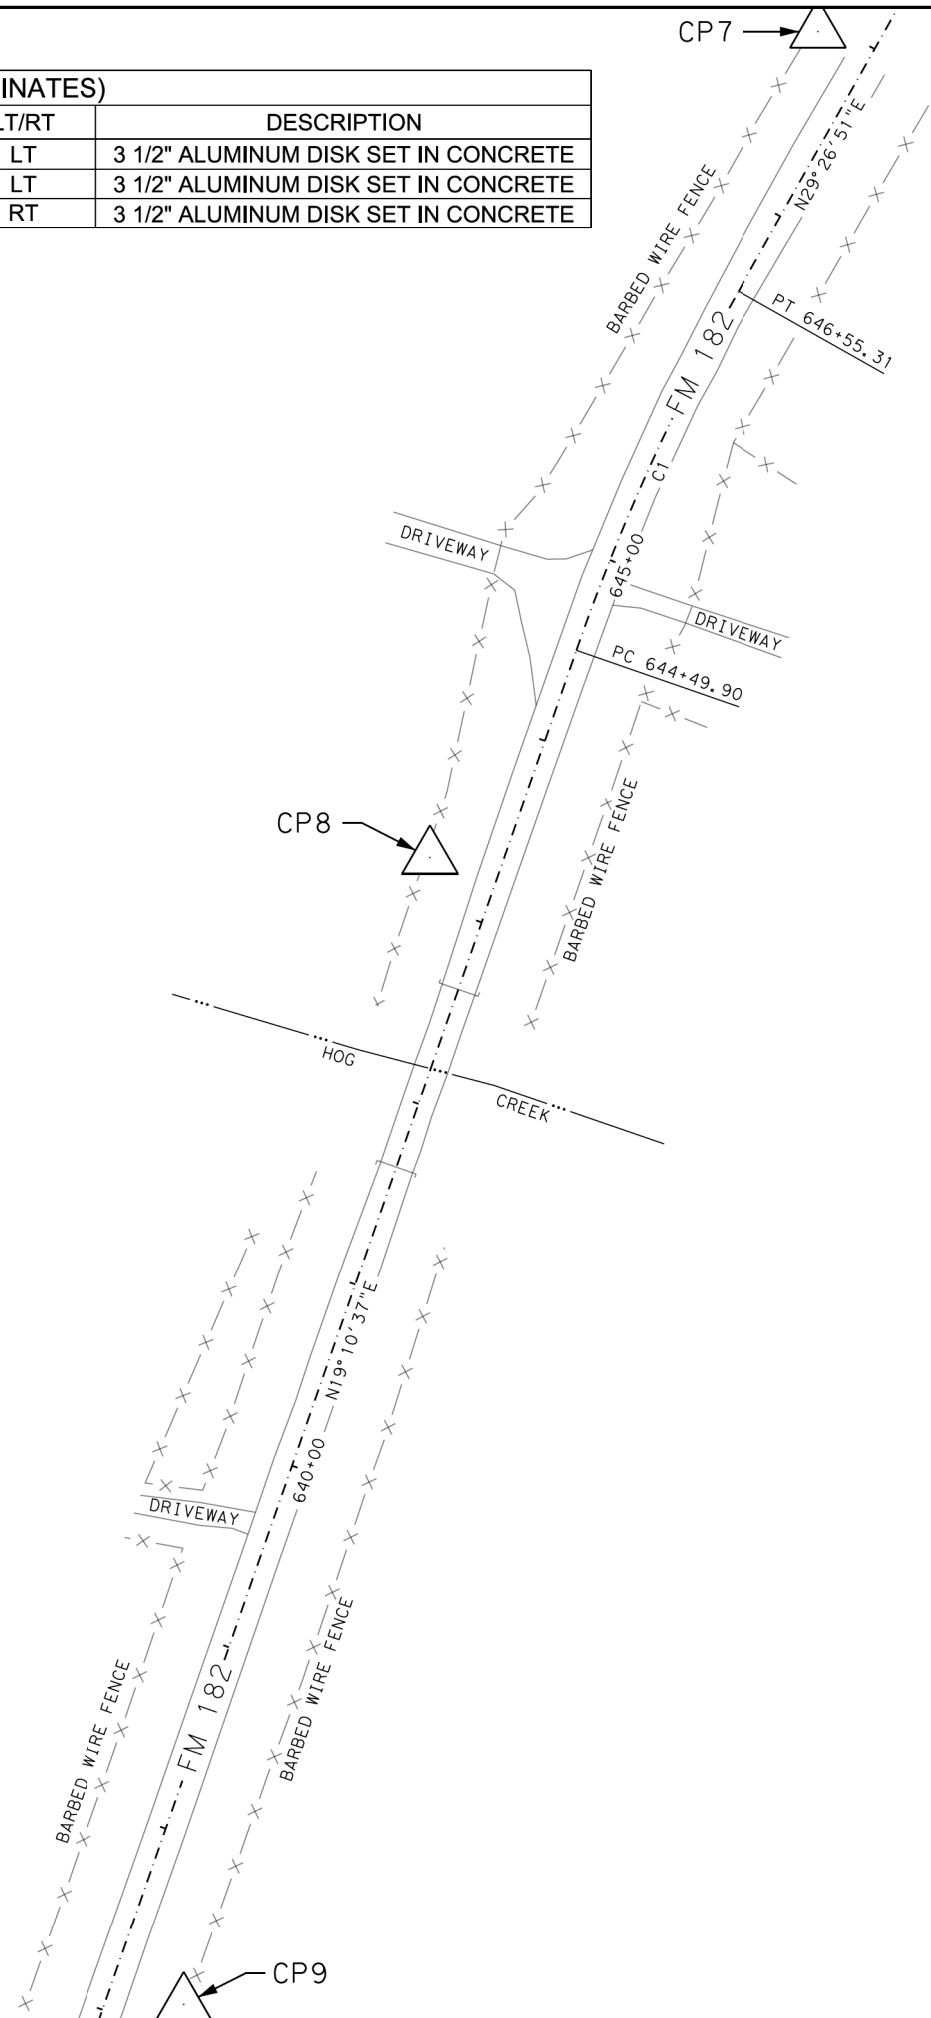 CP7
INATES)
LT/RT DESCRIPTION
LT 3 1/2" ALUMINUM DISK SET IN CONCRETE
LT 3 1/2" ALUMINUM DISK SET IN CONCRETE
RT 3 1/2" ALUMINUM DISK SET IN CONCRETE
N29°26'51"E
BARBED WIRE FENCE
PT 646+55.31
FM 182
C1
DRIVEWAY
645+00
DRIVEWAY
PC 644+49.90
CP8
BARBED WIRE FENCE
HOG
CREEK
N19°10'37"E
640+00
DRIVEWAY
FM 182
BARBED WIRE FENCE
BARBED WIRE FENCE
CP9